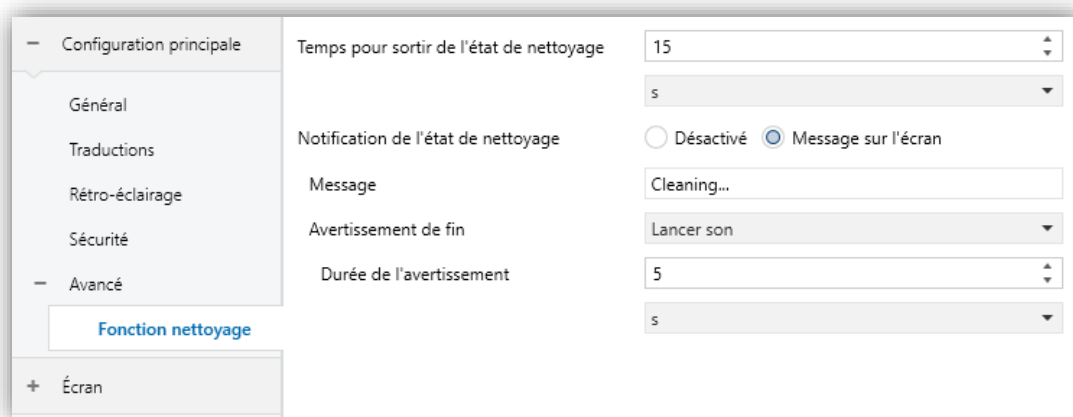 Configuration principale
Général
Traductions
Rétro-éclairage
Sécurité
Avancé
Fonction nettoyage
Écran
Temps pour sortir de l'état de nettoyage
15
s
Notification de l'état de nettoyage
Désactivé Message sur l'écran
Message
Cleaning...
Avertissement de fin
Lancer son
Durée de l'avertissement
5
s